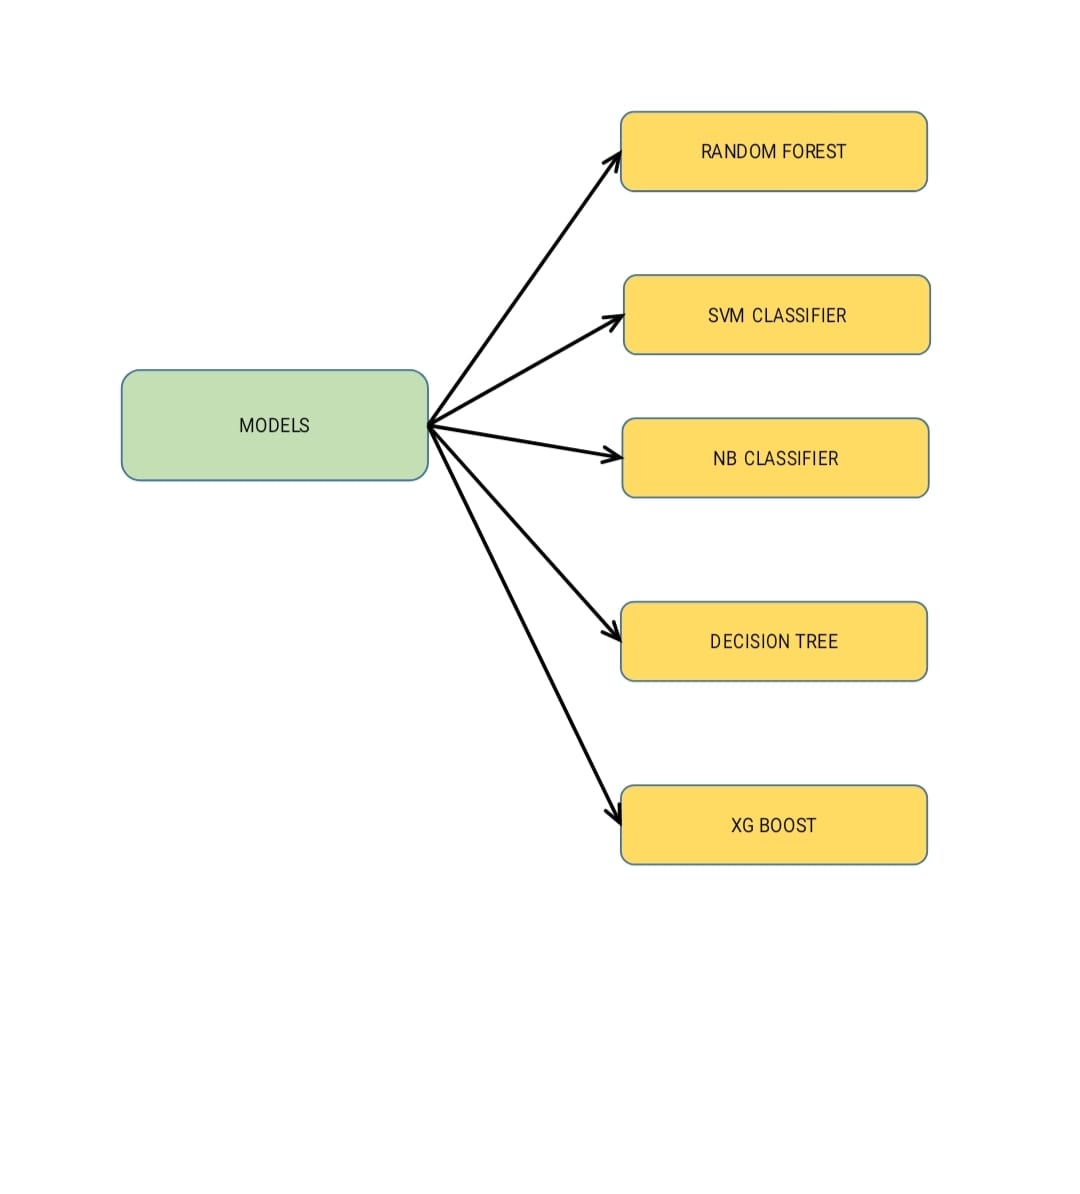 RANDOM FOREST
SVM CLASSIFIER
MODELS
NB CLASSIFIER
DECISION TREE
XG BOOST